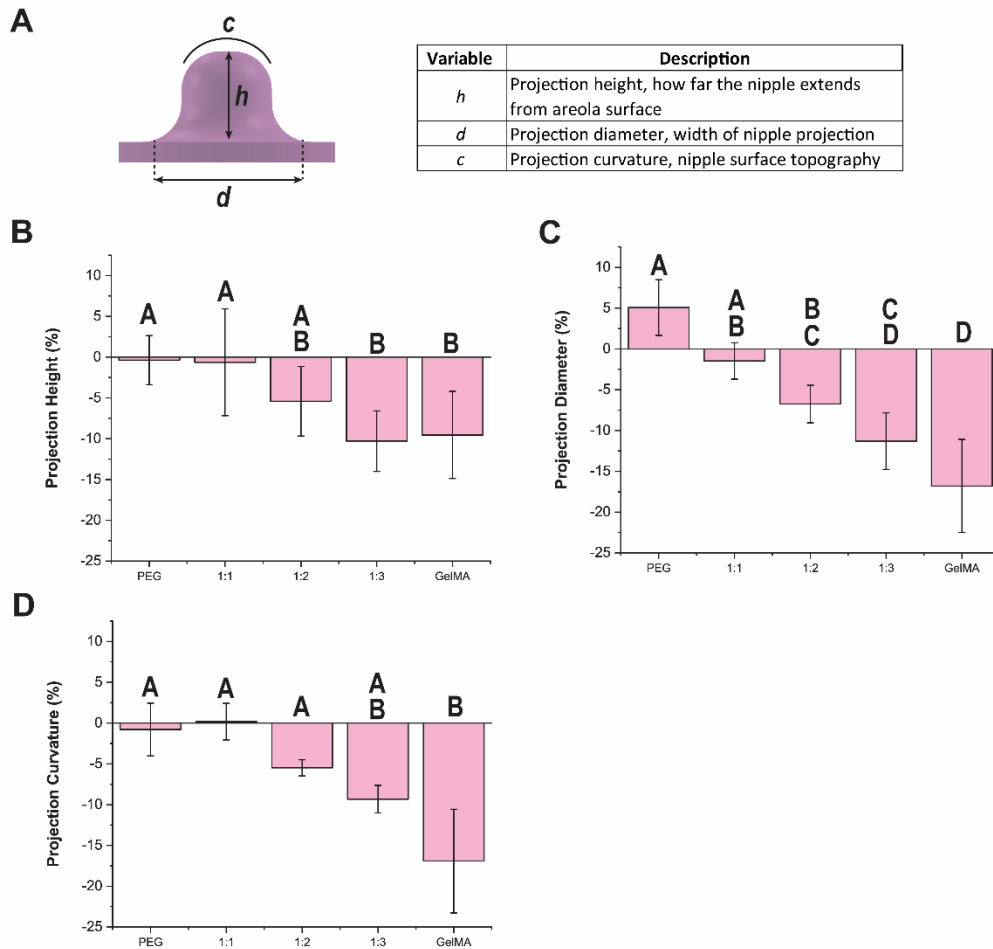 A
c
h
d
Variable Description
h Projection height, how far the nipple extends
from areola surface
d Projection diameter, width of nipple projection
c Projection curvature, nipple surface topography
B
Projection Height (%)
10
5
0
-5
-10
-15
-20
-25
A A A B B
B
PEG 1:1 1:2 1:3 GelMA
C
Projection Diameter (%)
10
5
0
-5
-10
-15
-20
-25
A A B C D
B C D
PEG 1:1 1:2 1:3 GelMA
D
Projection Curvature (%)
10
5
0
-5
-10
-15
-20
-25
A A A A B
B
PEG 1:1 1:2 1:3 GelMA